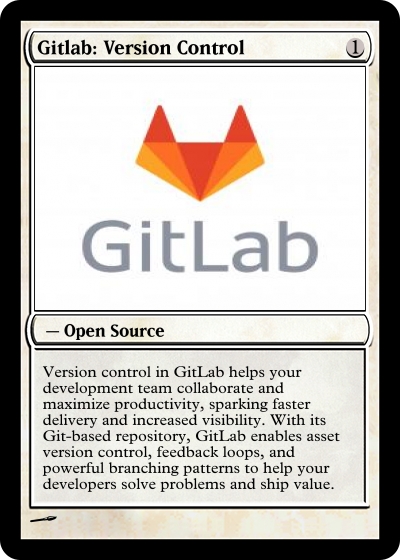 Gitlab: Version Control 1
GitLab
— Open Source
Version control in GitLab helps your
development team collaborate and
maximize productivity, sparking faster
delivery and increased visibility. With its
Git-based repository, GitLab enables asset
version control, feedback loops, and
powerful branching patterns to help your
developers solve problems and ship value.